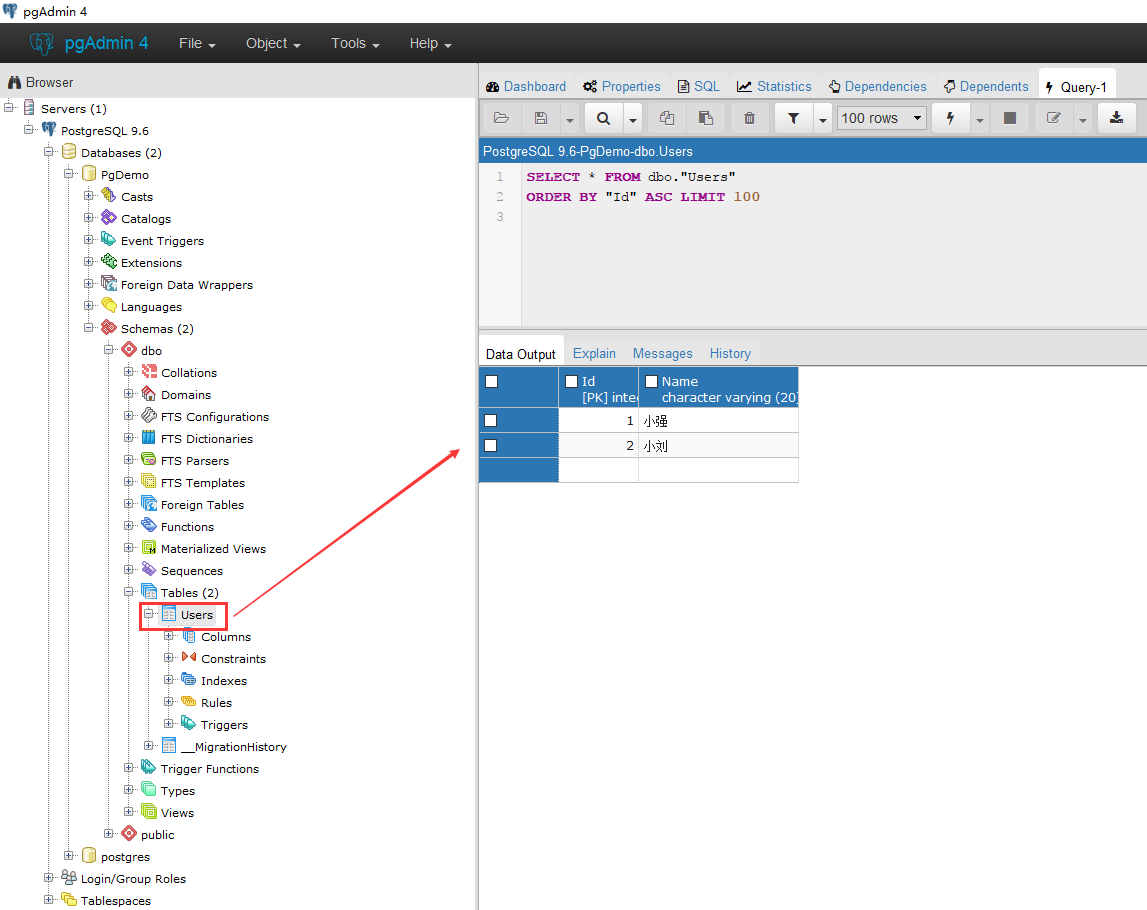 pgAdmin 4
pgAdmin 4 File Object Tools Help
Browser
Servers (1)
PostgreSQL 9.6
Databases (2)
PgDemo
Casts
Catalogs
Event Triggers
Extensions
Foreign Data Wrappers
Languages
Schemas (2)
dbo
Collations
Domains
FTS Configurations
FTS Dictionaries
FTS Parsers
FTS Templates
Foreign Tables
Functions
Materialized Views
Sequences
Tables (2)
Users
Columns
Constraints
Indexes
Rules
Triggers
__MigrationHistory
Trigger Functions
Types
Views
public
postgres
Login/Group Roles
Tablespaces
Dashboard Properties SQL Statistics Dependencies Dependents Query-1
100 rows
PostgreSQL 9.6-PgDemo-dbo.Users
1 SELECT * FROM dbo."Users"
2 ORDER BY "Id" ASC LIMIT 100
3
Data Output Explain Messages History
Id Name
[PK] inte character varying (20)
1 小强
2 小刘